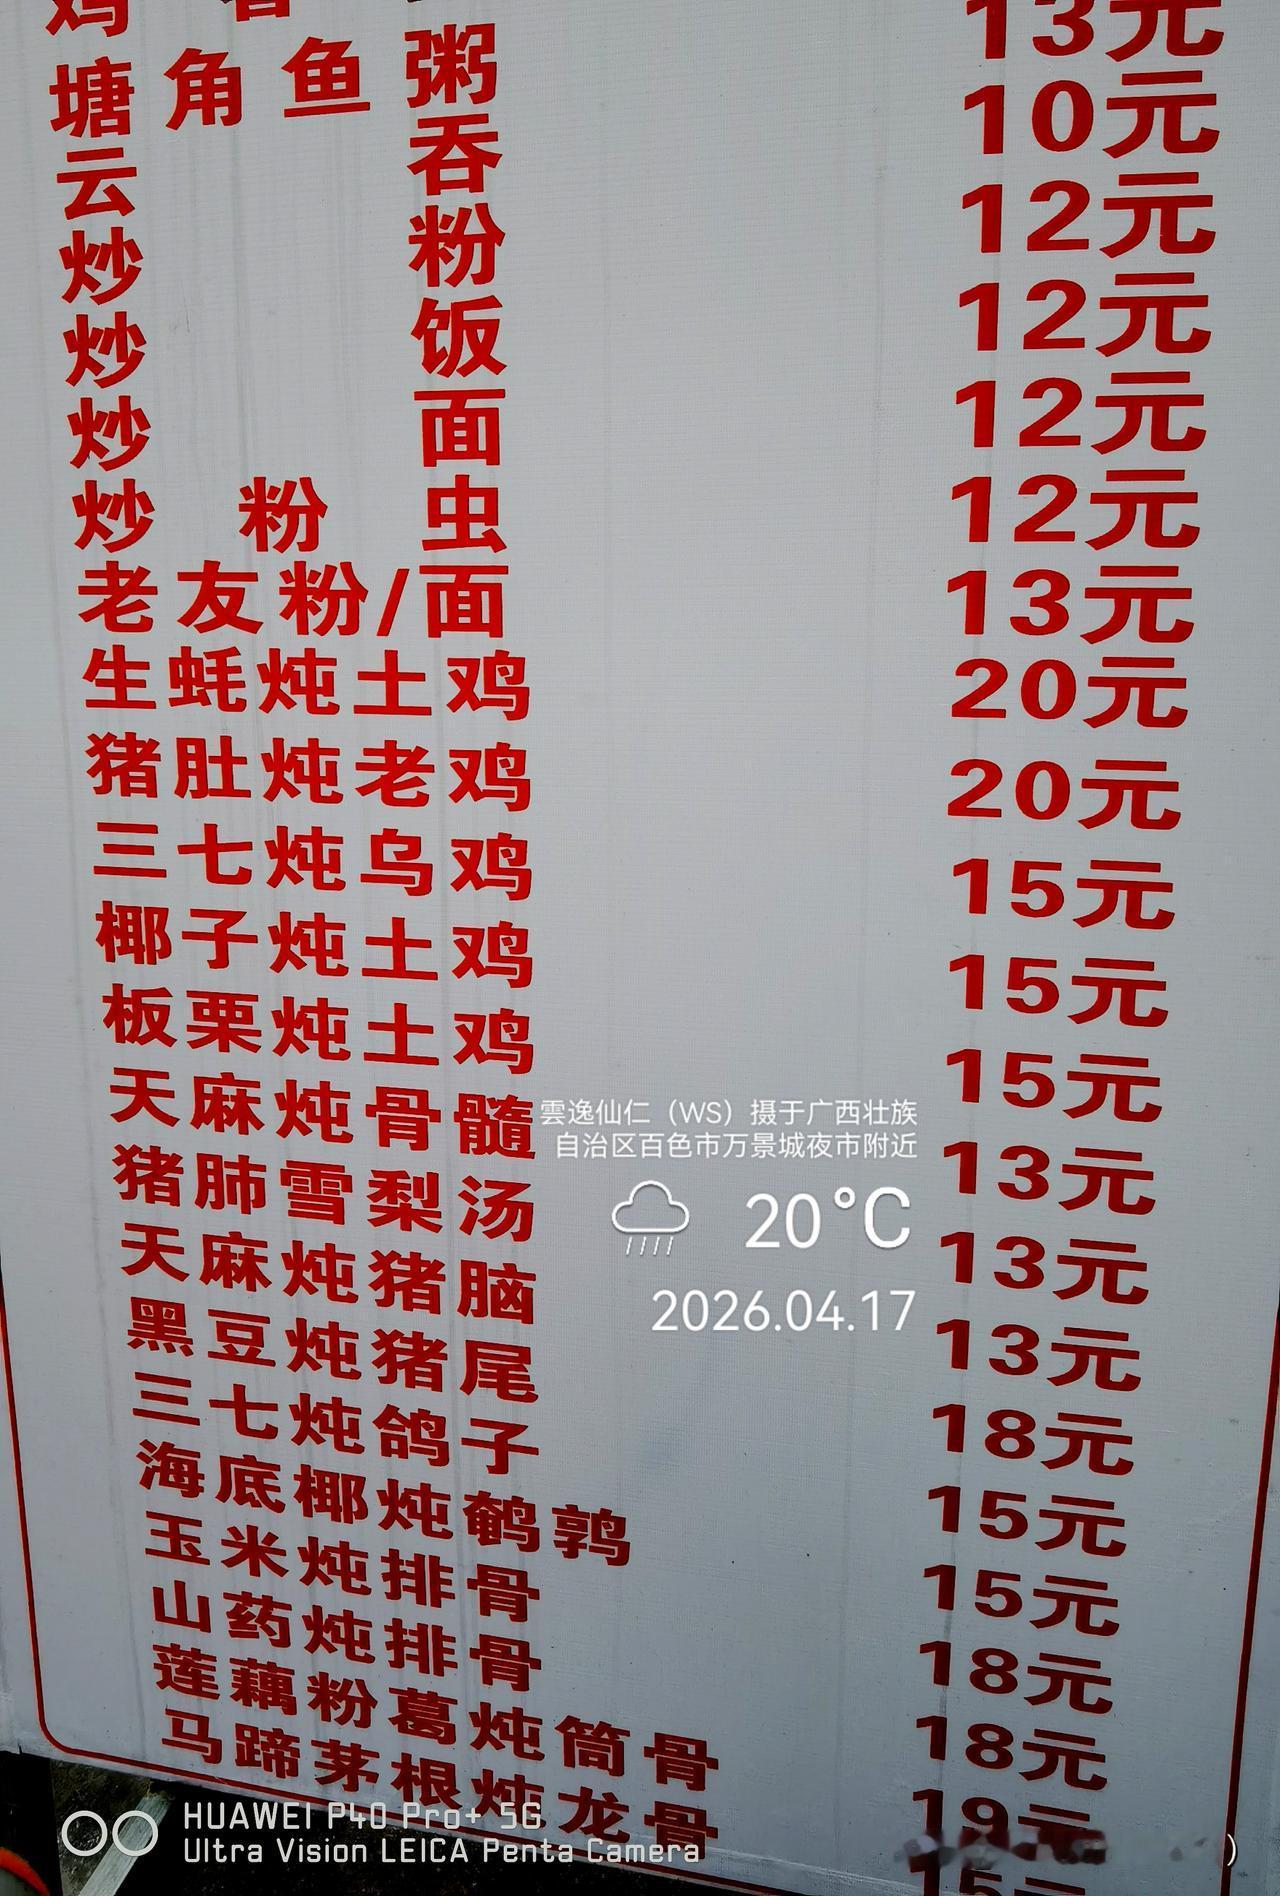 鸡
塘角鱼粥 13元
云吞 10元
炒粉 12元
炒饭 12元
炒面 12元
炒粉虫 12元
老友粉/面 13元
生蚝炖土鸡 20元
猪肚炖老鸡 20元
三七炖乌鸡 15元
椰子炖土鸡 15元
板栗炖土鸡 15元
天麻炖骨髓 13元
猪肺雪梨汤 13元
天麻炖猪脑 13元
黑豆炖猪尾 18元
三七炖鸽子 15元
海底椰炖鹌鹑 15元
玉米炖排骨 18元
山药炖排骨 18元
莲藕粉葛炖筒骨 19元
马蹄茅根炖龙骨 15元
雲逸仙仁（WS）摄于广西壮族
自治区百色市万景城夜市附近
20°C
2026.04.17
HUAWEI P40 Pro+ 5G
Ultra Vision LEICA Penta Camera